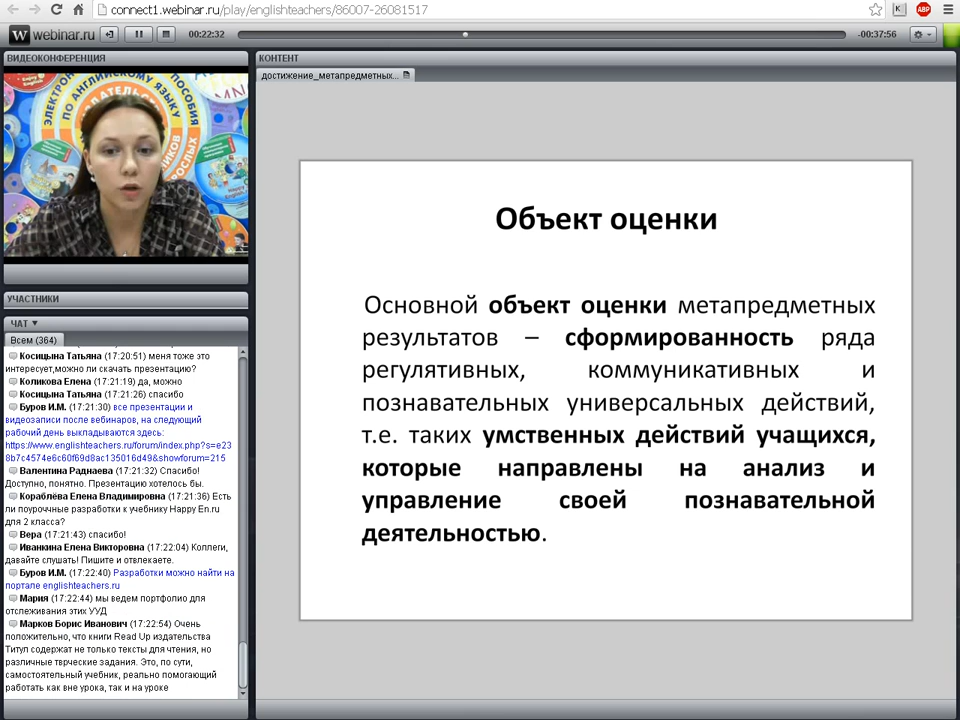 connect1.webinar.ru/play/englishteachers/86007-26081517
K
ABP
W webinar.ru
00:22:32
-00:37:56
ВИДЕОКОНФЕРЕНЦИЯ
ЭЛЕКТРОННЫЕ
ПОСОБИЯ
ПО АНГЛИЙСКОМУ ЯЗЫКУ
УЧАСТНИКИ
ЧАТ
Всем (364)
Косицына Татьяна (17:20:51) меня тоже это
интересует,можно ли скачать презентацию?
Коликова Елена (17:21:19) да, можно
Косицына Татьяна (17:21:26) спасибо
Буров И.М. (17:21:30) все презентации и
видеозаписи после вебинаров, на следующий
рабочий день выкладываются здесь:
https://www.englishteachers.ru/forum/index.php?s=e23
8b7c4574e6c60f69d8ac135016d49&showforum=215
Валентина Раднаева (17:21:32) Спасибо!
Доступно, понятно. Презентацию хотелось бы.
Кораблёва Елена Владимировна (17:21:36) Есть
ли поурочные разработки к учебнику Happy En.ru
для 2 класса?
Вера (17:21:43) спасибо!
Иванкина Елена Викторовна (17:22:04) Коллеги,
давайте слушать! Пишите и отвлекаете.
Буров И.М. (17:22:40) Разработки можно найти на
портале englishteachers.ru
Мария (17:22:44) мы ведем портфолио для
отслеживания этих УУД
Марков Борис Иванович (17:22:54) Очень
положительно, что книги Read Up издательства
Титул содержат не только тексты для чтения, но
различные тврческие задания. Это, по сути,
самостоятельный учебник, реально помогающий
работать как вне урока, так и на уроке
КОНТЕНТ
достижение_метапредметных...
Объект оценки
Основной объект оценки метапредметных
результатов – сформированность ряда
регулятивных, коммуникативных и
познавательных универсальных действий,
т.е. таких умственных действий учащихся,
которые направлены на анализ и
управление своей познавательной
деятельностью.